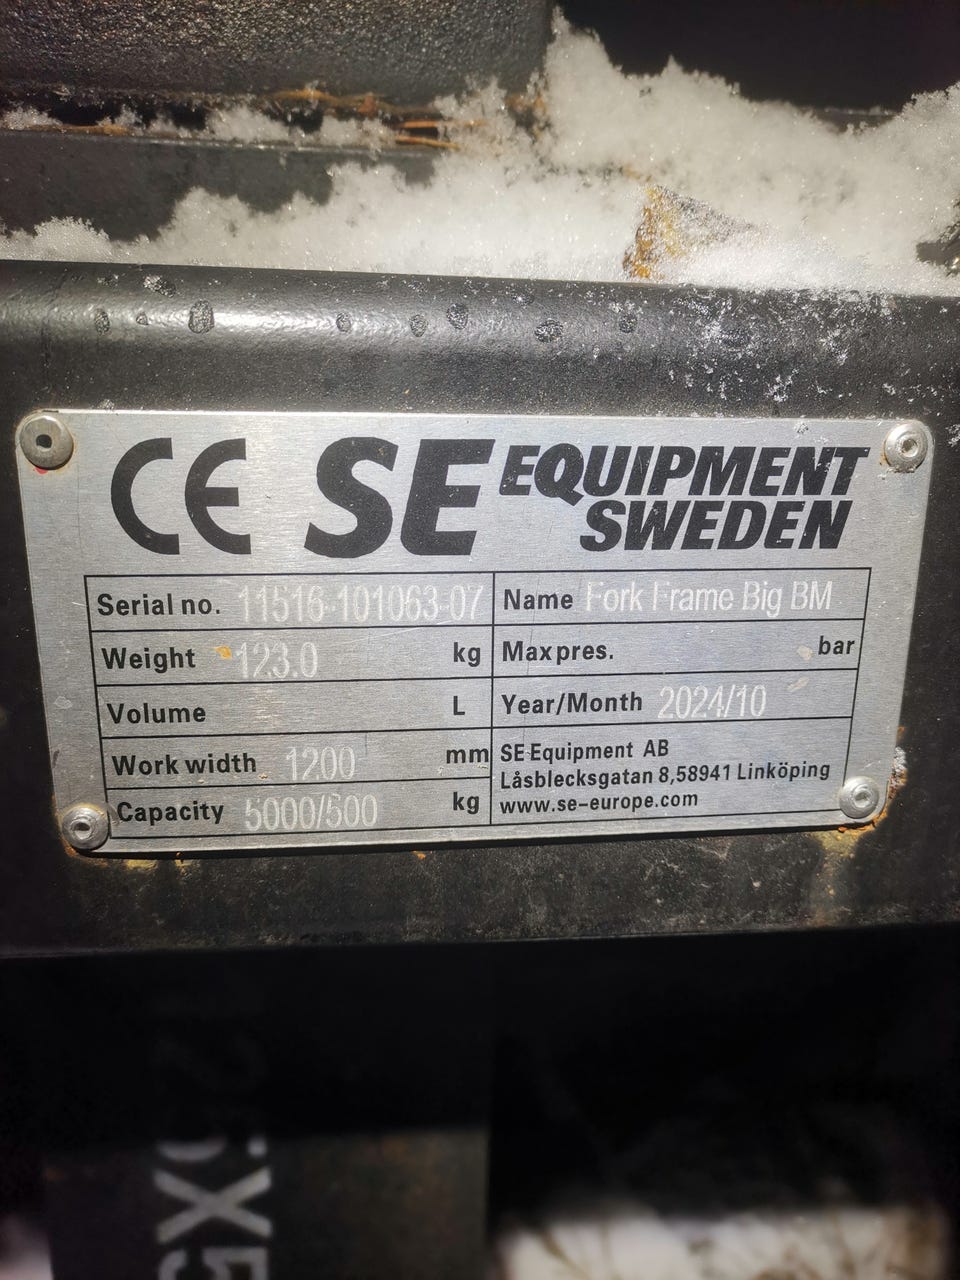 CE SE EQUIPMENT
SWEDEN
Serial no. 11516-101063-07
Name Fork Frame Big BM
Weight 123.0 kg
Maxpres. bar
Volume L
Year/Month 2024/10
Work width 1200 mm
Capacity 5000/500 kg
SE Equipment AB
Låsblecksgatan 8,58941 Linköping
www.se-europe.com